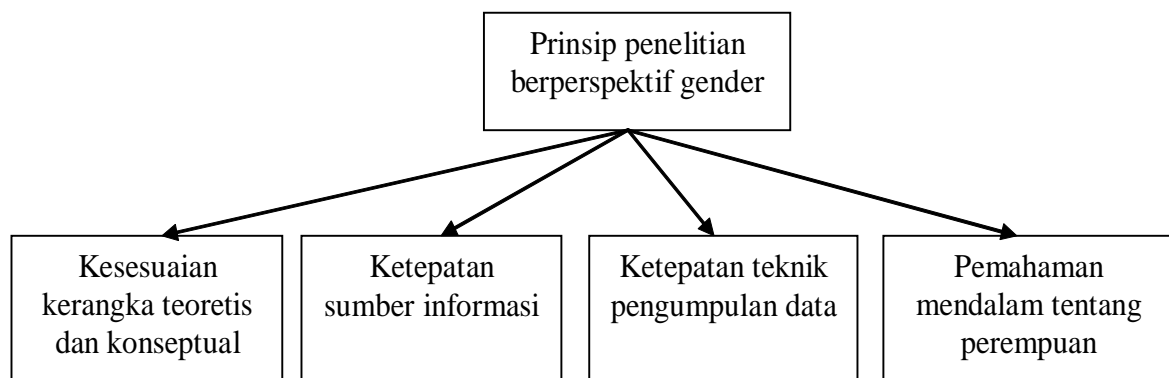 Prinsip penelitian
berperspektif gender
Kesesuaian
kerangka teoretis
dan konseptual
Ketepatan
sumber informasi
Ketepatan teknik
pengumpulan data
Pemahaman
mendalam tentang
perempuan